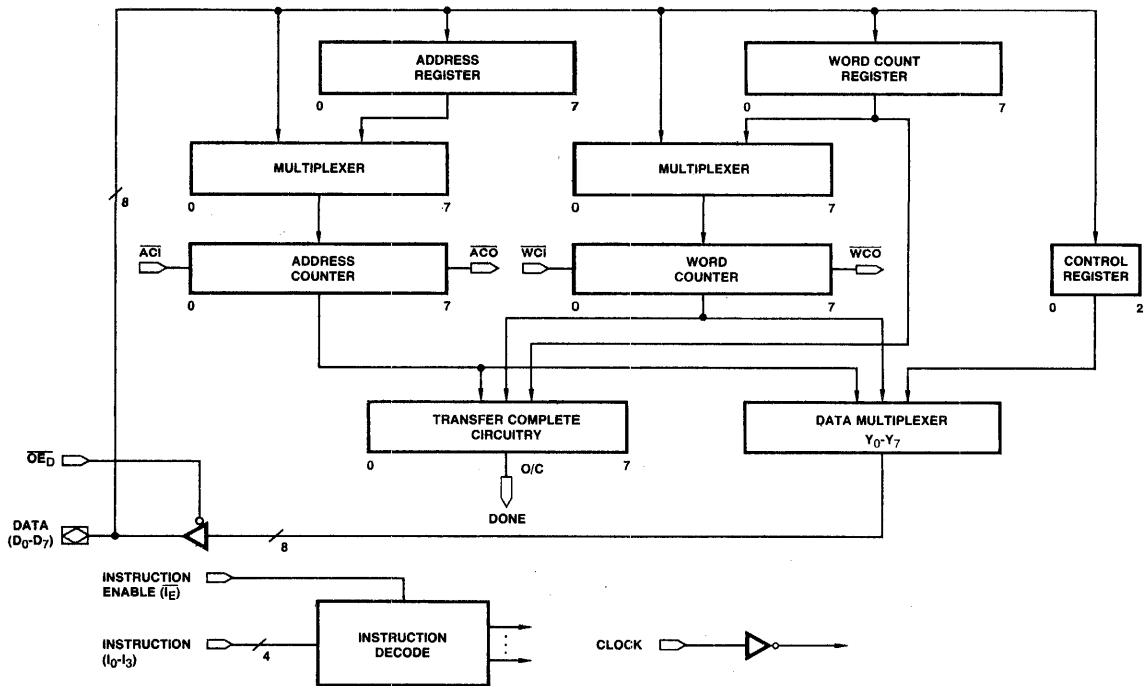 ADDRESS
REGISTER
0 7
WORD COUNT
REGISTER
0 7
MULTIPLEXER
0 7
MULTIPLEXER
0 7
8
ACI
ADDRESS
COUNTER
ACO
0 7
WCI
WORD
COUNTER
WCO
0 7
CONTROL
REGISTER
0 2
TRANSFER COMPLETE
CIRCUITRY
0 7
O/C
DONE
DATA MULTIPLEXER
Y0-Y7
OED
DATA
(D0-D7)
8
INSTRUCTION
ENABLE (IE)
INSTRUCTION
(I0-I3)
4
INSTRUCTION
DECODE
CLOCK